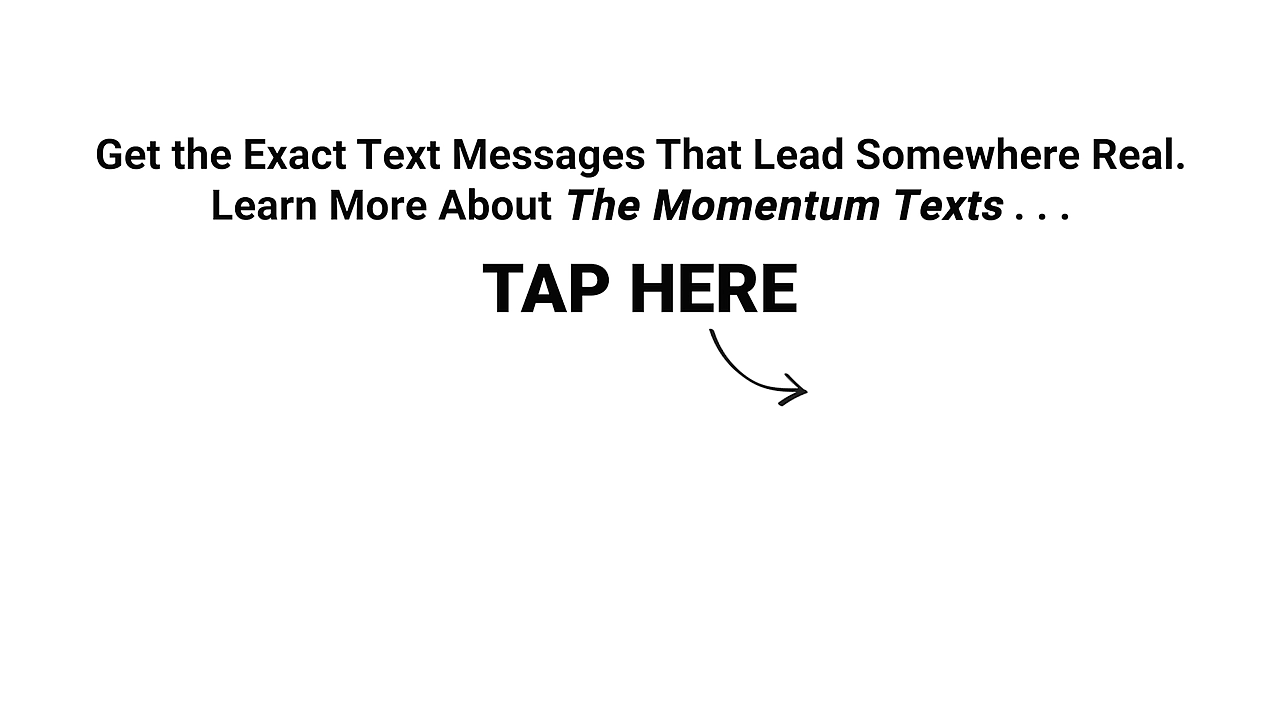 Get the Exact Text Messages That Lead Somewhere Real.
Learn More About The Momentum Texts . . .
TAP HERE